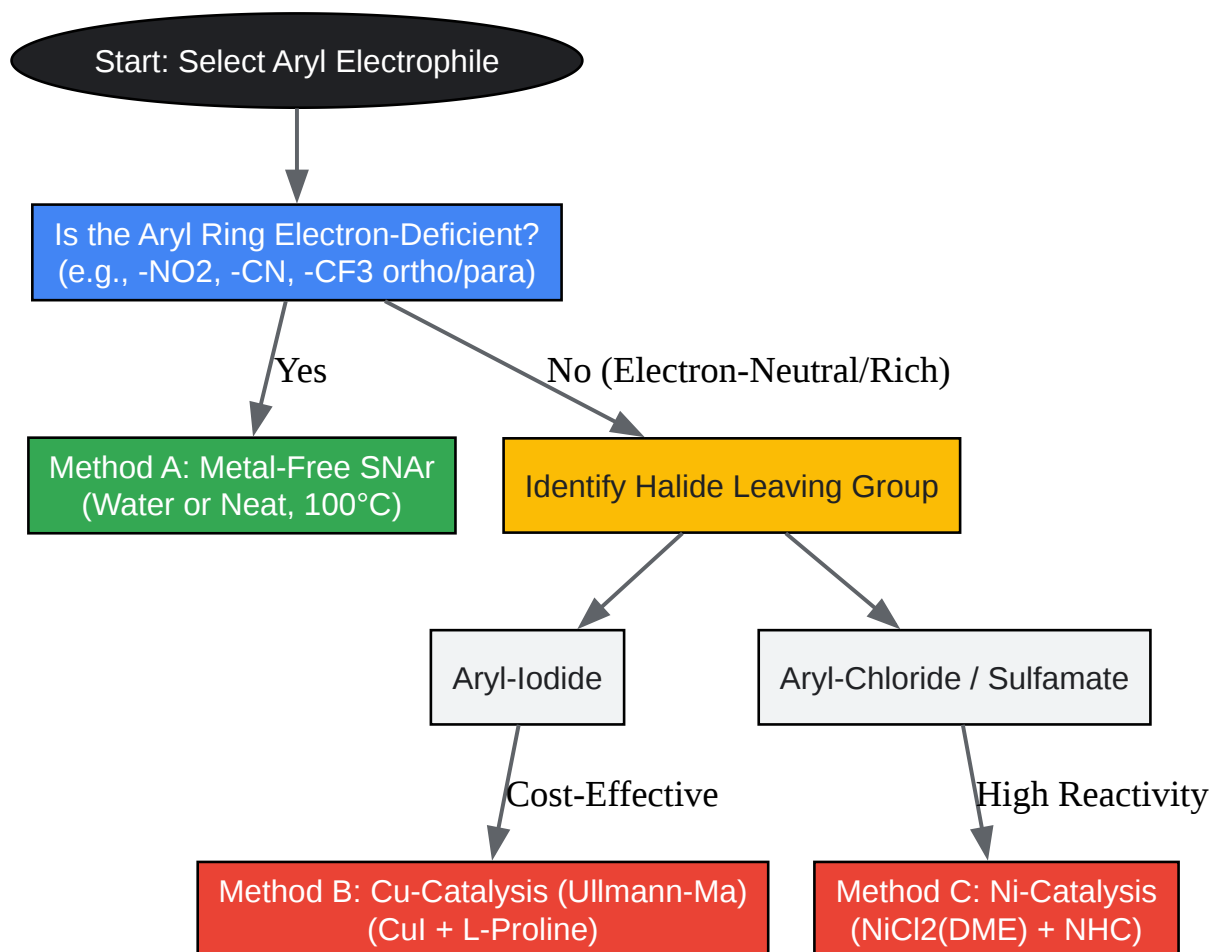 Start: Select Aryl Electrophile
Is the Aryl Ring Electron-Deficient?
(e.g., -NO2, -CN, -CF3 ortho/para)
Yes
No (Electron-Neutral/Rich)
Method A: Metal-Free SNAr
(Water or Neat, 100°C)
Identify Halide Leaving Group
Aryl-Iodide
Aryl-Chloride / Sulfamate
Cost-Effective
High Reactivity
Method B: Cu-Catalysis (Ullmann-Ma)
(CuI + L-Proline)
Method C: Ni-Catalysis
(NiCl2(DME) + NHC)